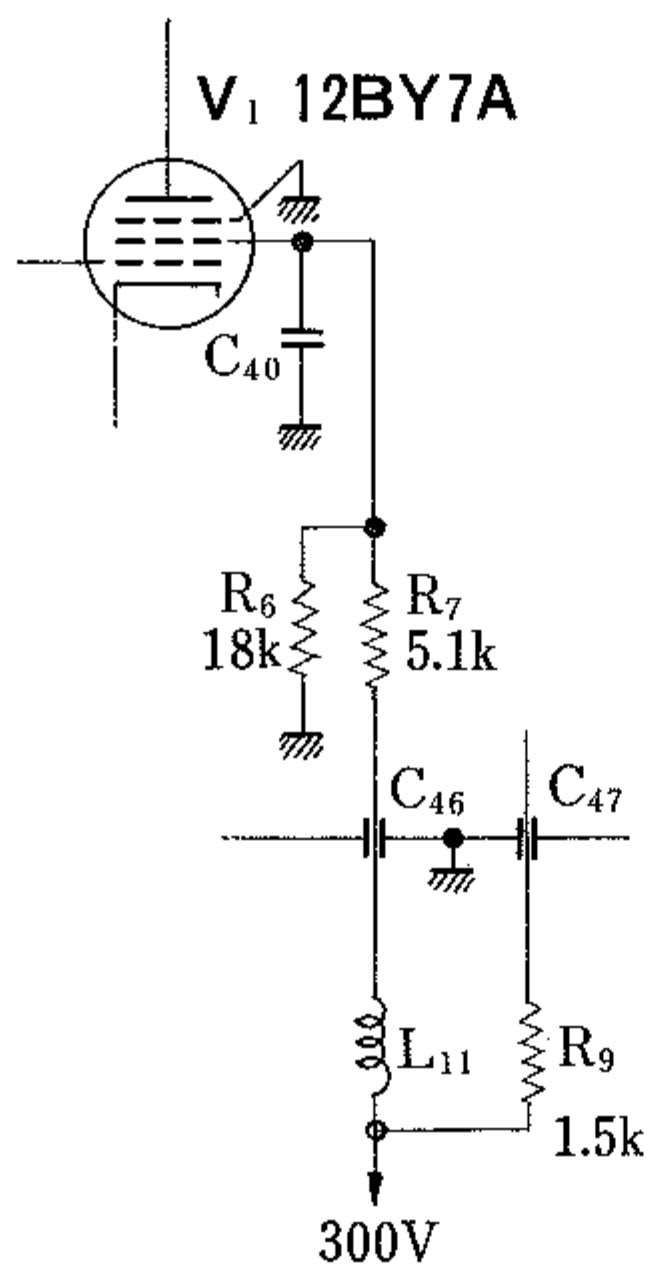 V₁ 12BY7A
C₄₀
R₆
18k
R₇
5.1k
C₄₆
C₄₇
L₁₁
R₉
1.5k
300V